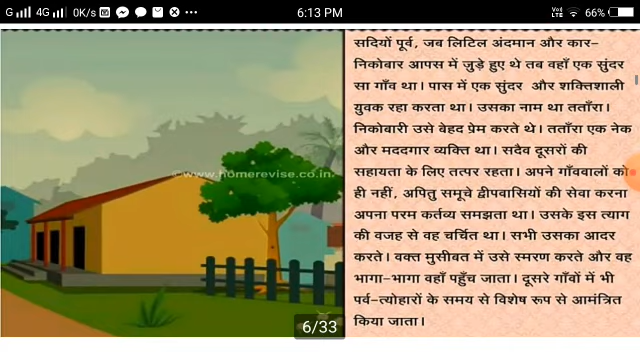 G 4G 0K/s ••• 6:13 PM Vo) LTE 66%
©www.homerevise.co.in.
6/33
सदियों पूर्व, जब लिटिल अंदमान और कार-
निकोबार आपस में जुड़े हुए थे तब वहाँ एक सुंदर
सा गाँव था। पास में एक सुंदर और शक्तिशाली
युवक रहा करता था। उसका नाम था तताँरा।
निकोबारी उसे बेहद प्रेम करते थे। तताँरा एक नेक
और मददगार व्यक्ति था। सदैव दूसरों की
सहायता के लिए तत्पर रहता। अपने गाँववालों को
ही नहीं, अपितु समूचे द्वीपवासियों की सेवा करना
अपना परम कर्तव्य समझता था। उसके इस त्याग
की वजह से वह चर्चित था। सभी उसका आदर
करते। वक्त मुसीबत में उसे स्मरण करते और वह
भागा-भागा वहाँ पहुँच जाता। दूसरे गाँवों में भी
पर्व-त्योहारों के समय से विशेष रूप से आमंत्रित
किया जाता।